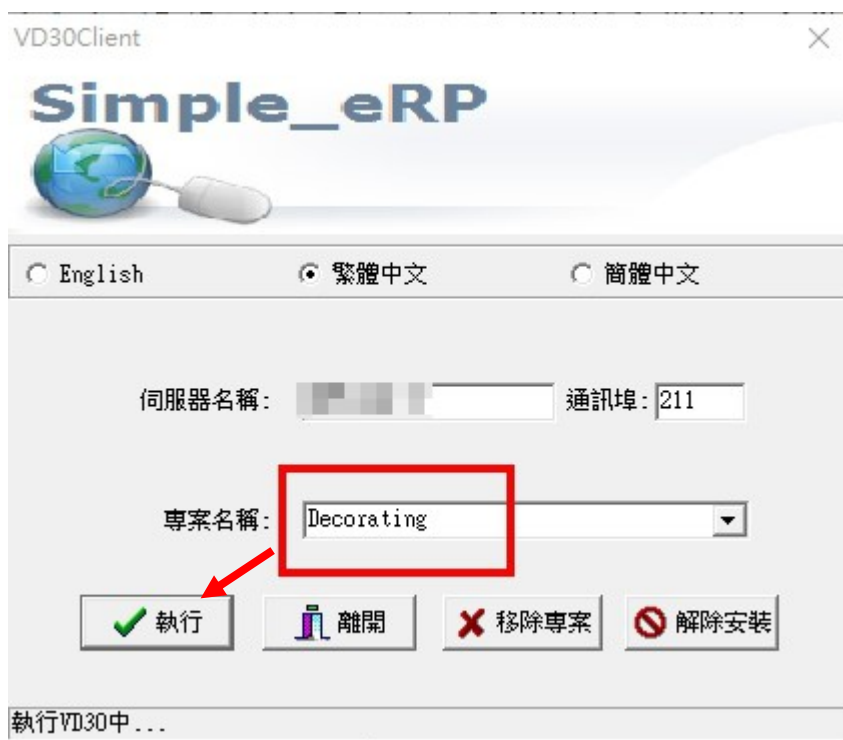 VD30Client
Simple_eRP
English 繁體中文 簡體中文
伺服器名稱: 通訊埠: 211
專案名稱: Decorating
執行 離開 移除專案 解除安裝
執行VD30中...